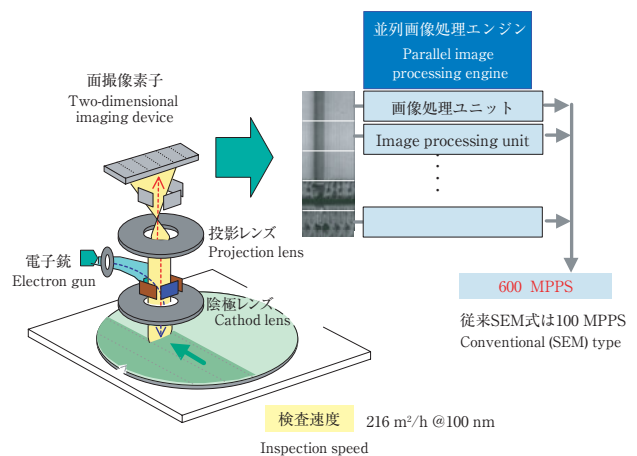 並列画像処理エンジン
Parallel image
processing engine
面撮像素子
Two-dimensional
imaging device
画像処理ユニット
Image processing unit
投影レンズ
Projection lens
電子銃
Electron gun
陰極レンズ
Cathod lens
600 MPPS
従来SEM式は100 MPPS
Conventional (SEM) type
検査速度 216 m²/h @100 nm
Inspection speed